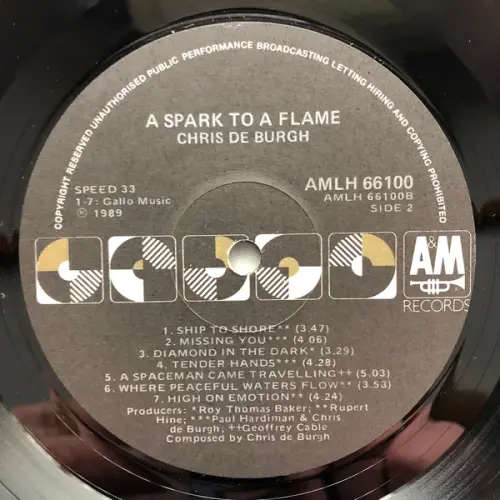 COPYRIGHT RESERVED UNAUTHORISED PUBLIC PERFORMANCE BROADCASTING LETTING HIRING AND COPYING PROHIBITED
A SPARK TO A FLAME
CHRIS DE BURGH
SPEED 33
1-7: Gallo Music
℗ 1989
AMLH 66100
AMLH 66100B
SIDE 2
A&M
RECORDS
1. SHIP TO SHORE** (3.47)
2. MISSING YOU*** (4 06)
3. DIAMOND IN THE DARK* (3.29)
4. TENDER HANDS*** (4.28)
5. A SPACEMAN CAME TRAVELLING++ (5.03)
6. WHERE PEACEFUL WATERS FLOW** (3.53)
7. HIGH ON EMOTION** (4.24)
Producers: *Roy Thomas Baker; **Rupert
Hine; ***Paul Hardiman & Chris
de Burgh; ++Geoffrey Cable
Composed by Chris de Burgh